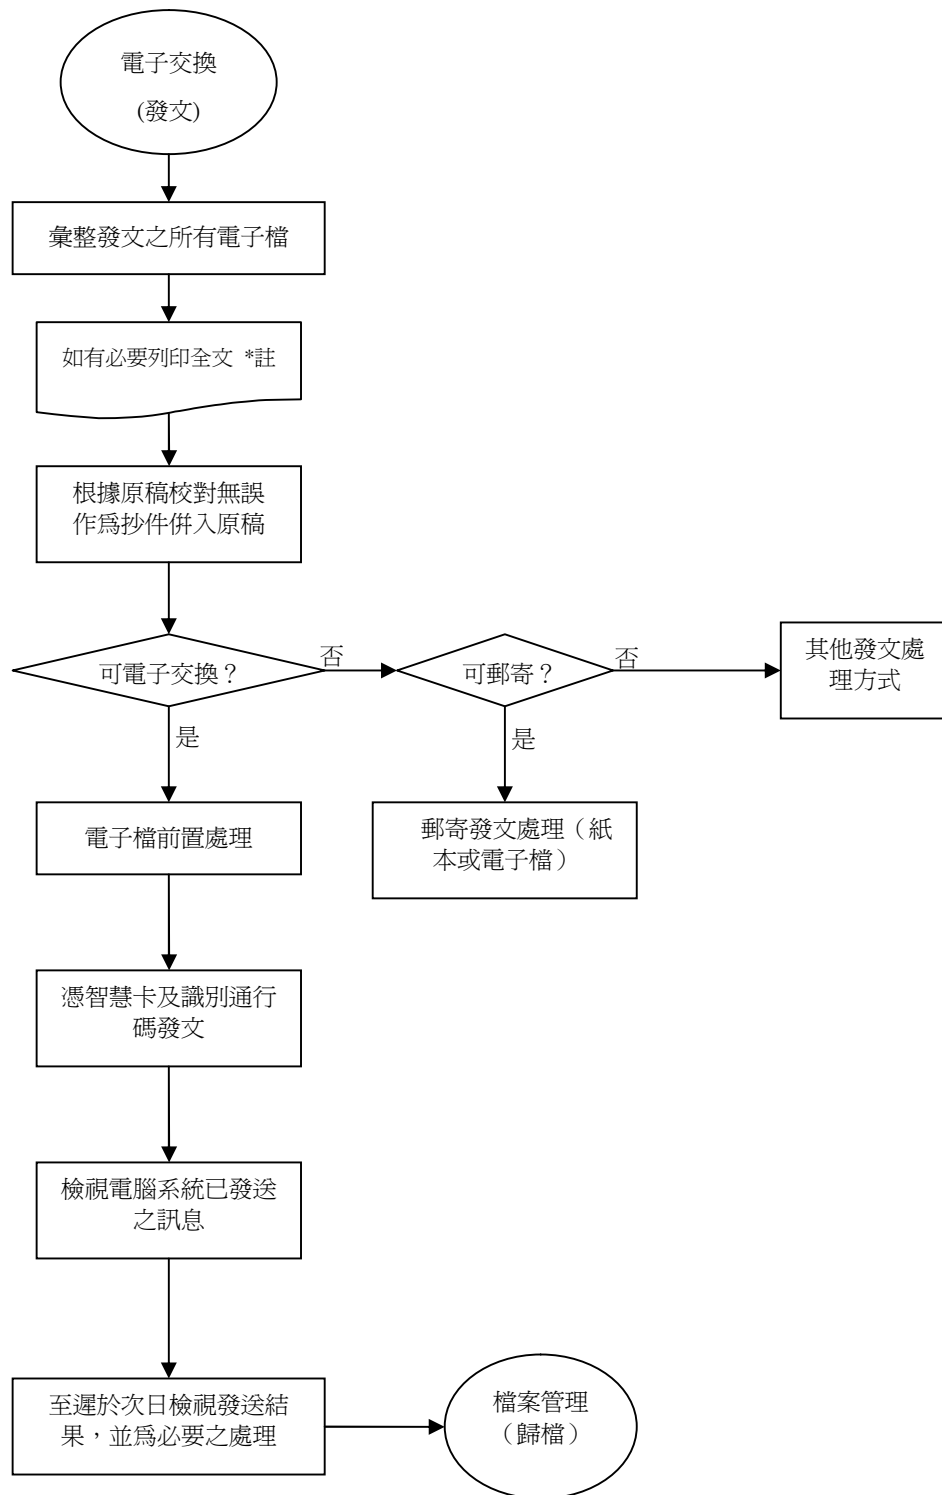 電子交換
(發文)
彙整發文之所有電子檔
如有必要列印全文 *註
根據原稿校對無誤
作爲抄件併入原稿
可電子交換？
否
可郵寄？
否
其他發文處
理方式
是
是
電子檔前置處理
郵寄發文處理（紙
本或電子檔）
憑智慧卡及識別通行
碼發文
檢視電腦系統已發送
之訊息
至遲於次日檢視發送結
果，並爲必要之處理
檔案管理
（歸檔）